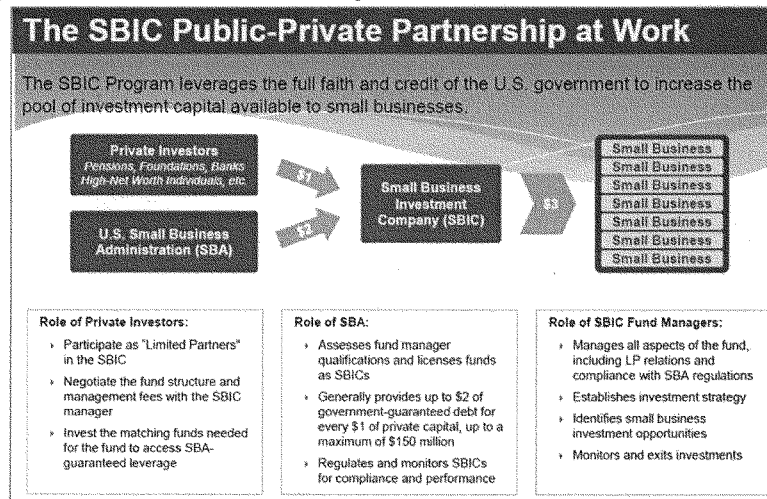 The SBIC Public-Private Partnership at Work
The SBIC Program leverages the full faith and credit of the U.S. government to increase the
pool of investment capital available to small businesses.
Private Investors
Pensions, Foundations, Banks
High-Net Worth Individuals, etc
$1
U.S. Small Business
Administration (SBA)
$2
Small Business
Investment
Company (SBIC)
$3
Small Business
Small Business
Small Business
Small Business
Small Business
Small Business
Small Business
Role of Private Investors:
› Participate as "Limited Partners"
in the SBIC
› Negotiate the fund structure and
management fees with the SBIC
manager
› Invest the matching funds needed
for the fund to access SBA-
guaranteed leverage
Role of SBA:
› Assesses fund manager
qualifications and licenses funds
as SBICs
› Generally provides up to $2 of
government-guaranteed debt for
every $1 of private capital, up to a
maximum of $150 million
› Regulates and monitors SBICs
for compliance and performance
Role of SBIC Fund Managers:
› Manages all aspects of the fund,
including LP relations and
compliance with SBA regulations
› Establishes investment strategy
› Identifies small business
investment opportunities
› Monitors and exits investments